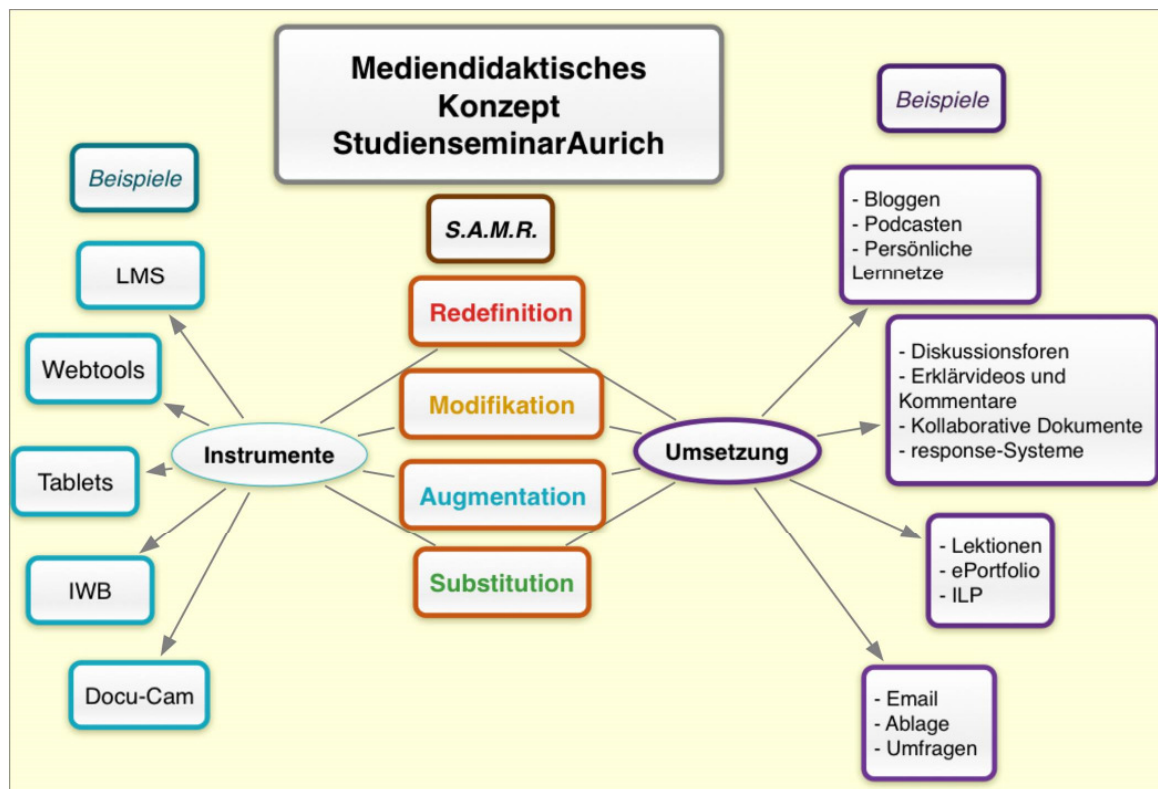 Mediendidaktisches
Konzept
StudienseminarAurich
Beispiele
Beispiele
S.A.M.R.
LMS
Webtools
Tablets
IWB
Docu-Cam
Instrumente
Redefinition
Modifikation
Augmentation
Substitution
Umsetzung
- Bloggen
- Podcasten
- Persönliche
Lernnetze
- Diskussionsforen
- Erklärvideos und
Kommentare
- Kollaborative Dokumente
- response-Systeme
- Lektionen
- ePortfolio
- ILP
- Email
- Ablage
- Umfragen